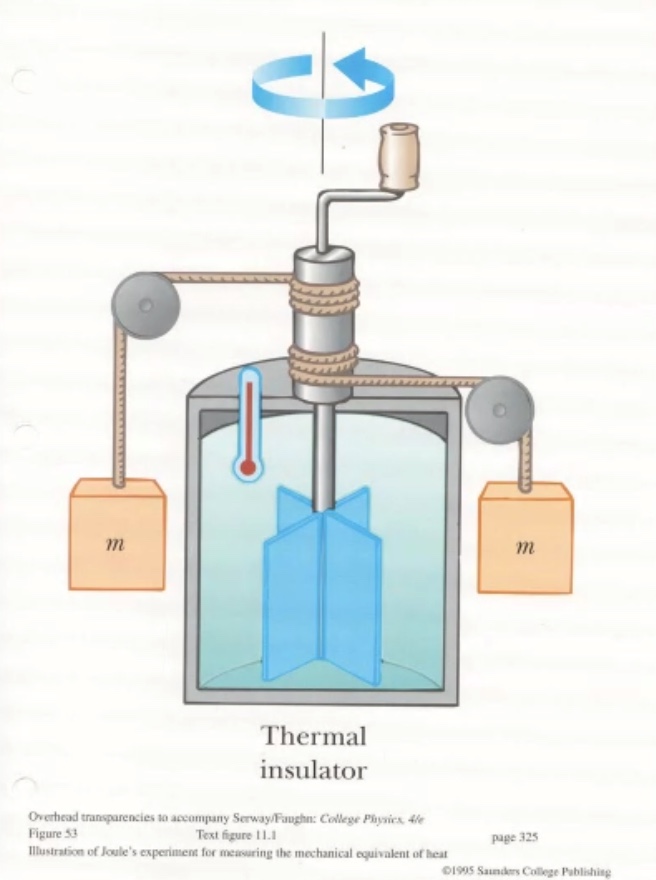 m
m
Thermal
insulator
Overhead transparencies to accompany Serway/Faughn: College Physics, 4/e
Figure 53 Text figure 11.1 page 325
Illustration of Joule's experiment for measuring the mechanical equivalent of heat
©1995 Saunders College Publishing